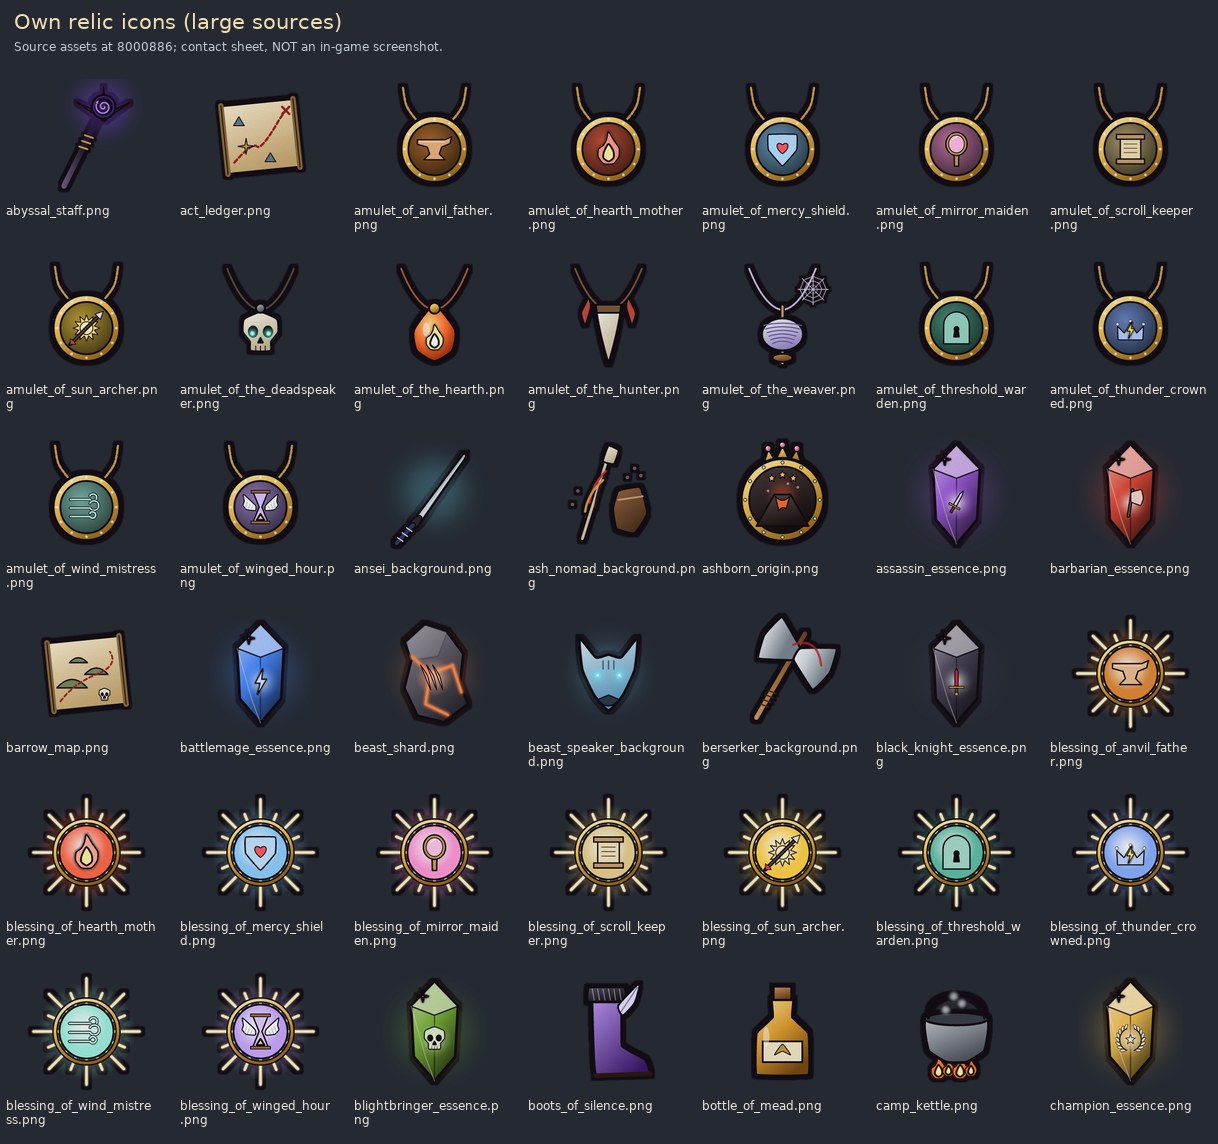 Own relic icons (large sources)
Source assets at 8000886; contact sheet, NOT an in-game screenshot.
abyssal_staff.png
act_ledger.png
amulet_of_anvil_father.
png
amulet_of_hearth_mother
.png
amulet_of_mercy_shield.
png
amulet_of_mirror_maiden
.png
amulet_of_scroll_keeper
.png
amulet_of_sun_archer.pn
g
amulet_of_the_deadspeak
er.png
amulet_of_the_hearth.pn
g
amulet_of_the_hunter.pn
g
amulet_of_the_weaver.pn
g
amulet_of_threshold_war
den.png
amulet_of_thunder_crown
ed.png
amulet_of_wind_mistress
.png
amulet_of_winged_hour.p
ng
ansei_background.png
ash_nomad_background.pn
g
ashborn_origin.png
assassin_essence.png
barbarian_essence.png
barrow_map.png
battlemage_essence.png
beast_shard.png
beast_speaker_backgroun
d.png
berserker_background.pn
g
black_knight_essence.pn
g
blessing_of_anvil_fathe
r.png
blessing_of_hearth_moth
er.png
blessing_of_mercy_shiel
d.png
blessing_of_mirror_maid
en.png
blessing_of_scroll_keep
er.png
blessing_of_sun_archer.
png
blessing_of_threshold_w
arden.png
blessing_of_thunder_cro
wned.png
blessing_of_wind_mistre
ss.png
blessing_of_winged_hour
.png
blightbringer_essence.p
ng
boots_of_silence.png
bottle_of_mead.png
camp_kettle.png
champion_essence.png